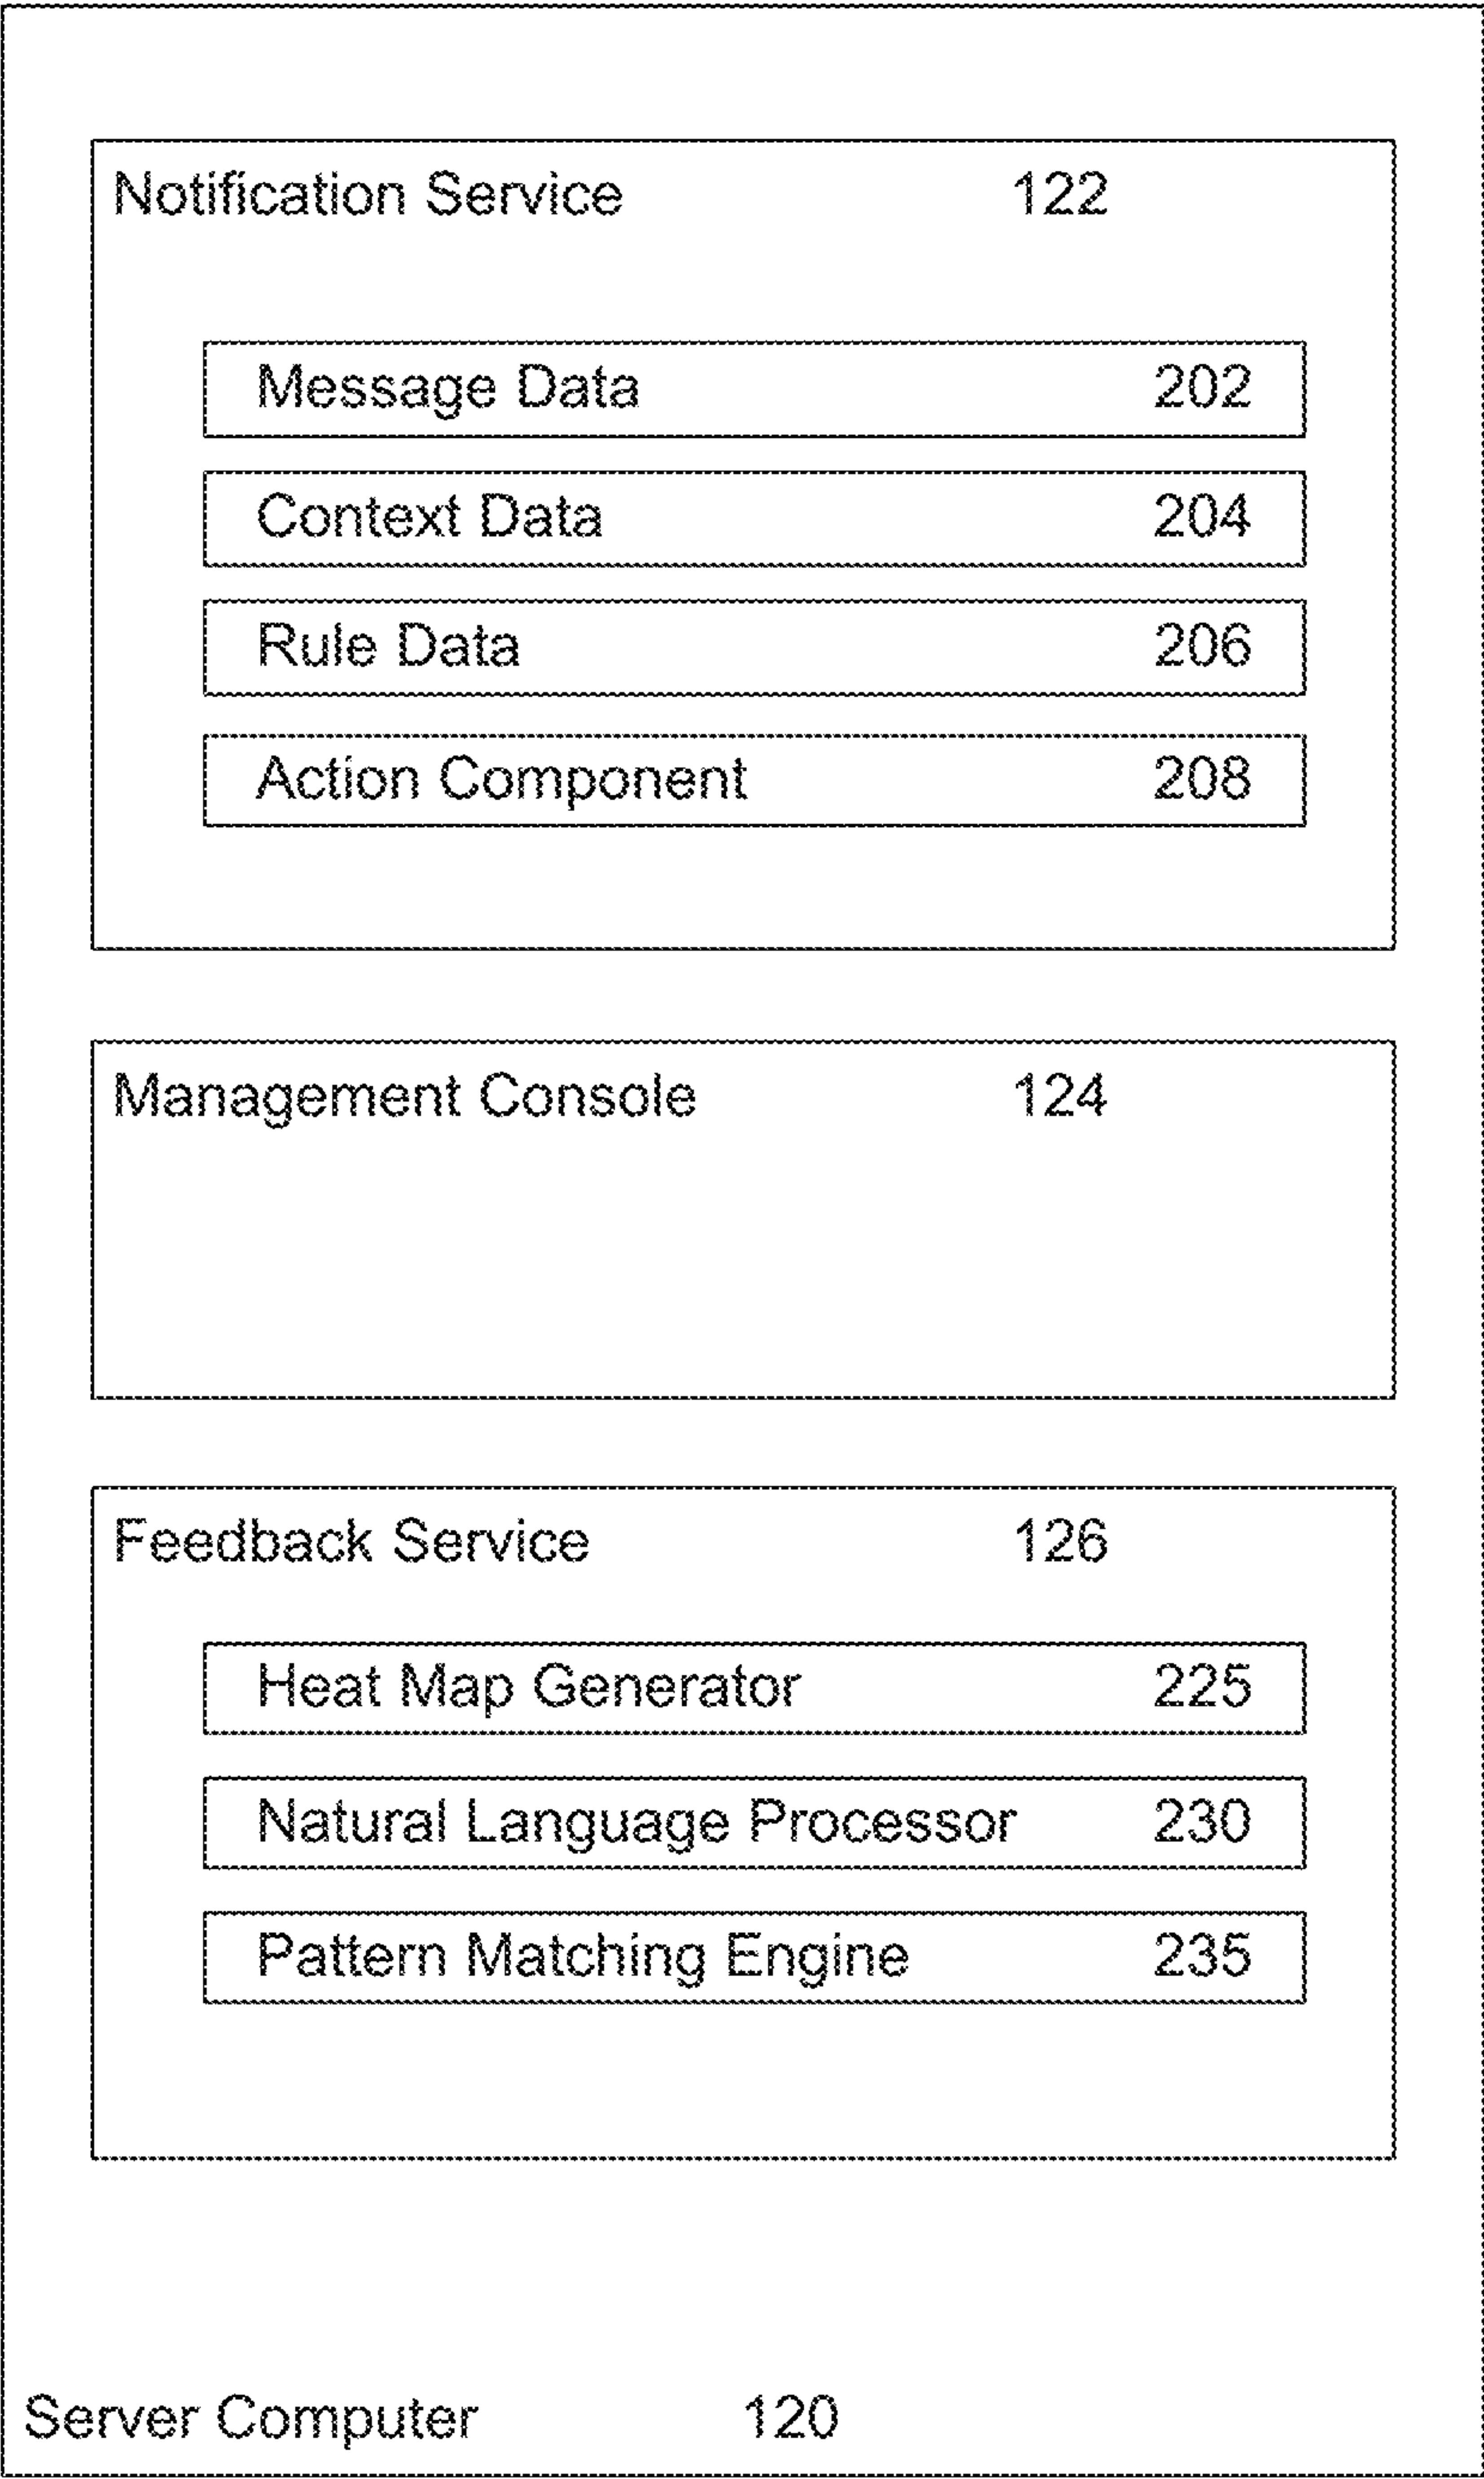 Notification Service 122
Message Data 202
Context Data 204
Rule Data 206
Action Component 208
Management Console 124
Feedback Service 126
Heat Map Generator 225
Natural Language Processor 230
Pattern Matching Engine 235
Server Computer 120